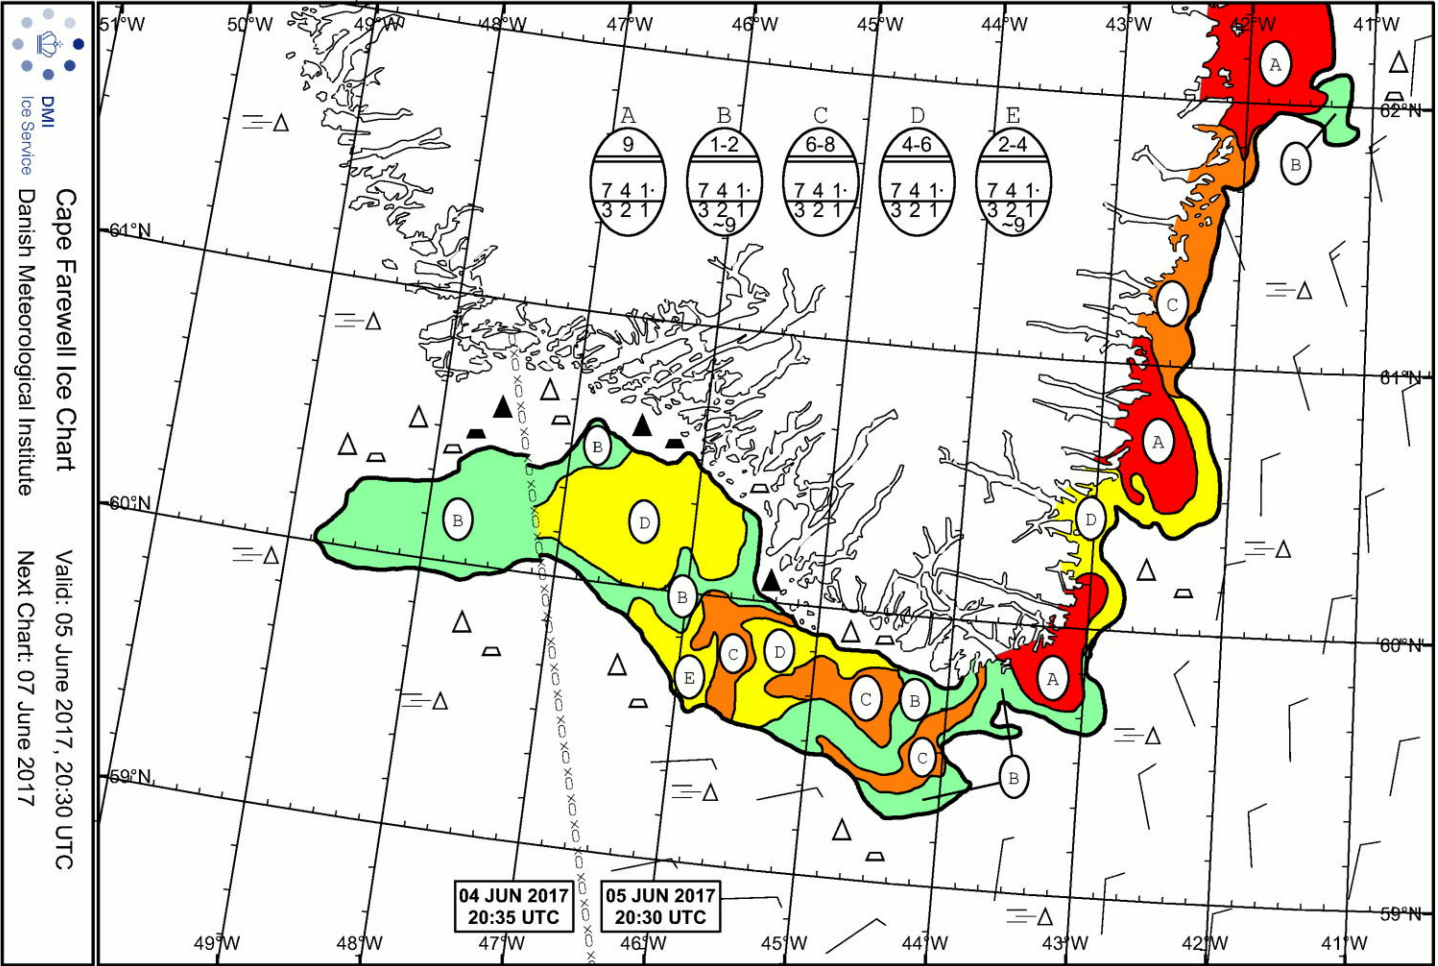 DMI
Ice Service
Cape Farewell Ice Chart
Danish Meteorological Institute
Valid: 05 June 2017, 20:30 UTC
Next Chart: 07 June 2017
51°W 50°W 49°W 48°W 47°W 46°W 45°W 44°W 43°W 42°W 41°W
A B C D E
9 1-2 6-8 4-6 2-4
7 4 1· 7 4 1· 7 4 1· 7 4 1· 7 4 1·
3 2 1 3 2 1 3 2 1 3 2 1 3 2 1
~9 ~9
A
62°N
B
61°N
C
61°N
A
B
60°N
B
D
D
B
60°N
C
D
E
A
C
B
C
B
59°N
04 JUN 2017
20:35 UTC
05 JUN 2017
20:30 UTC
59°N
49°W 48°W 47°W 46°W 45°W 44°W 43°W 42°W 41°W